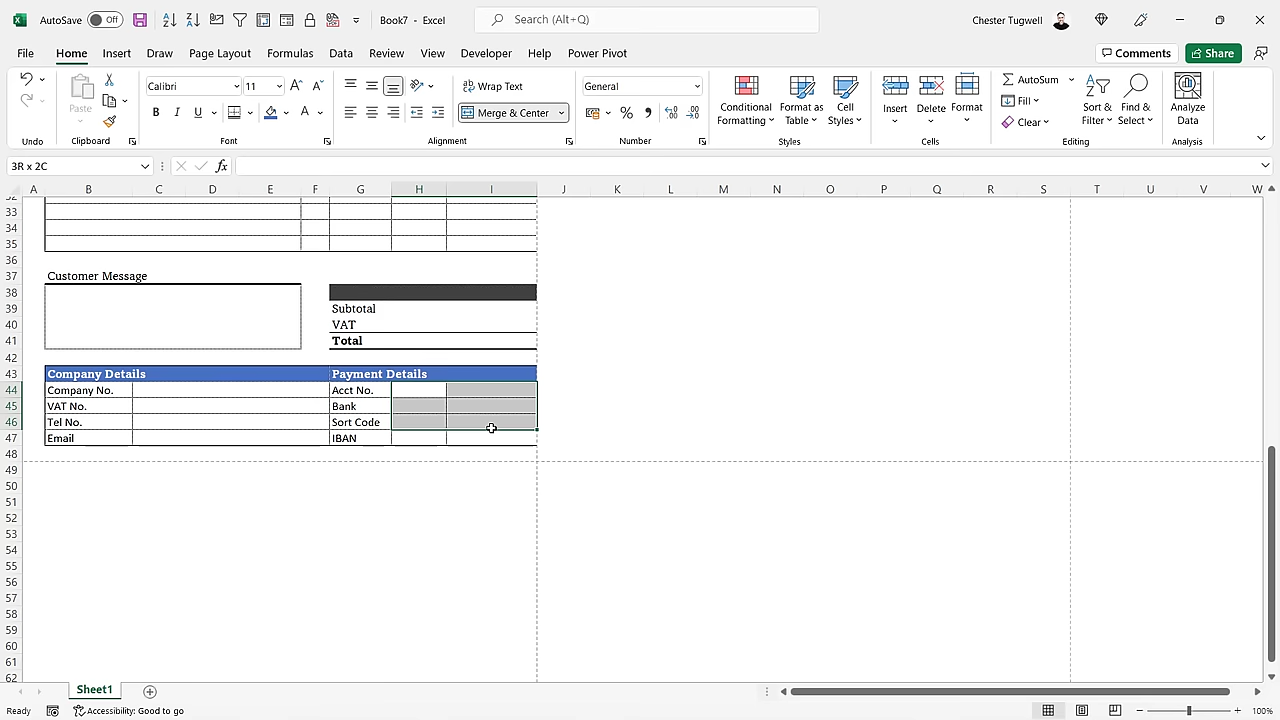 AutoSave Off Book7 - Excel Search (Alt+Q) Chester Tugwell
File Home Insert Draw Page Layout Formulas Data Review View Developer Help Power Pivot Comments Share
Calibri 11 Wrap Text General AutoSum
Paste B I U Merge & Center % Conditional Formatting Format as Table Cell Styles Insert Delete Format Fill Clear Sort & Filter Find & Select Analyze Data
Undo Clipboard Font Alignment Number Styles Cells Editing Analysis
3R x 2C fx
A B C D E F G H I J K L M N O P Q R S T U V W
32
33
34
35
36
37 Customer Message
38
39 Subtotal
40 VAT
41 Total
42
43 Company Details Payment Details
44 Company No. Acct No.
45 VAT No. Bank
46 Tel No. Sort Code
47 Email IBAN
48
49
50
51
52
53
54
55
56
57
58
59
60
61
62
Sheet1
Ready Accessibility: Good to go 100%